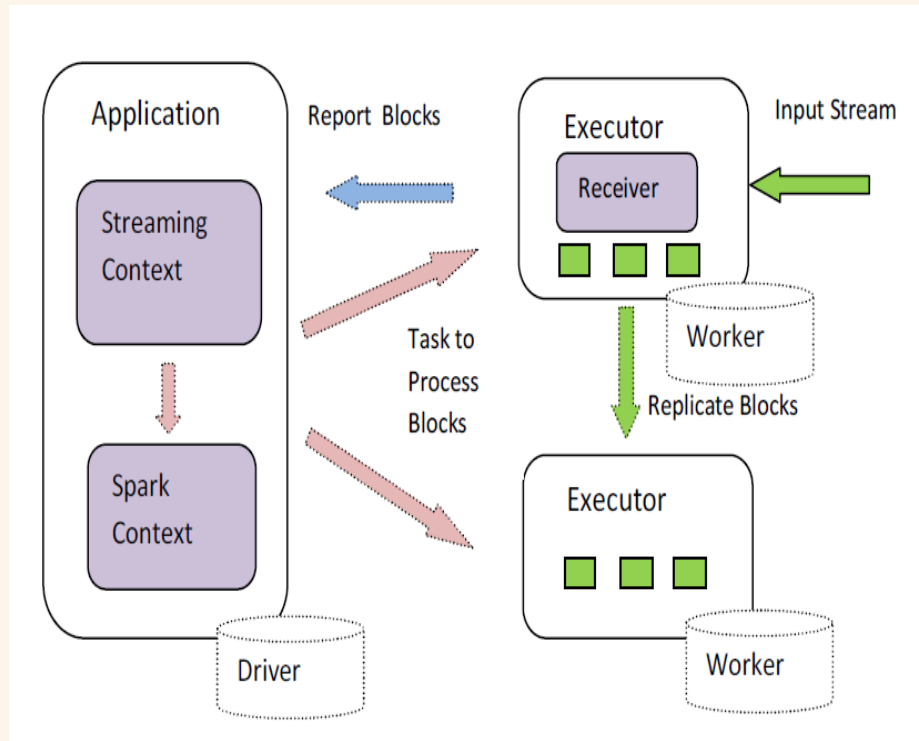 Application
Streaming
Context
Spark
Context
Driver
Report Blocks
Task to
Process
Blocks
Executor
Receiver
Input Stream
Worker
Replicate Blocks
Executor
Worker